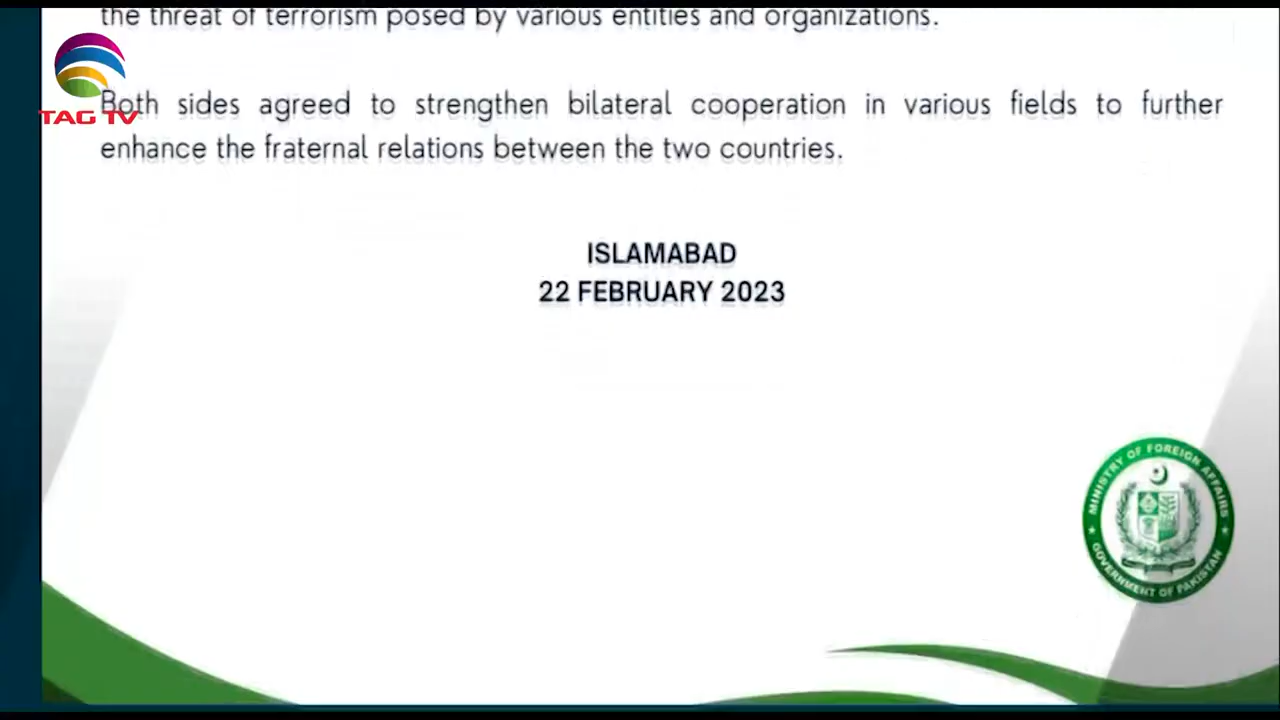 the threat of terrorism posed by various entities and organizations.
TAG TV
Both sides agreed to strengthen bilateral cooperation in various fields to further
enhance the fraternal relations between the two countries.
ISLAMABAD
22 FEBRUARY 2023
MINISTRY OF FOREIGN AFFAIRS
GOVERNMENT OF PAKISTAN